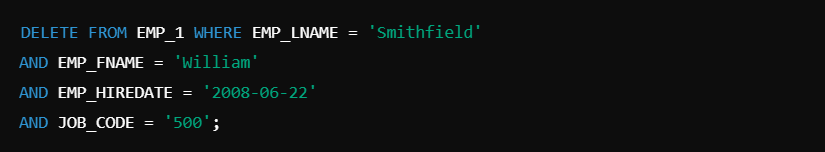 DELETE FROM EMP_1 WHERE EMP_LNAME = 'Smithfield'
AND EMP_FNAME = 'William'
AND EMP_HIREDATE = '2008-06-22'
AND JOB_CODE = '500';